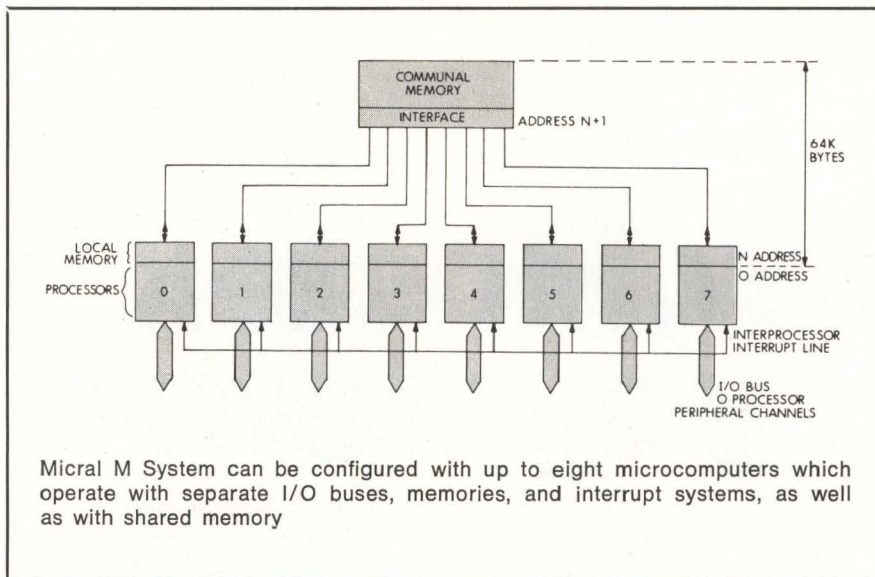 COMMUNAL
MEMORY
INTERFACE
ADDRESS N+1
64K
BYTES
LOCAL
MEMORY
N ADDRESS
O ADDRESS
PROCESSORS
0 1 2 3 4 5 6 7
INTERPROCESSOR
INTERRUPT LINE
I/O BUS
O PROCESSOR
PERIPHERAL CHANNELS
Micral M System can be configured with up to eight microcomputers which
operate with separate I/O buses, memories, and interrupt systems, as well
as with shared memory